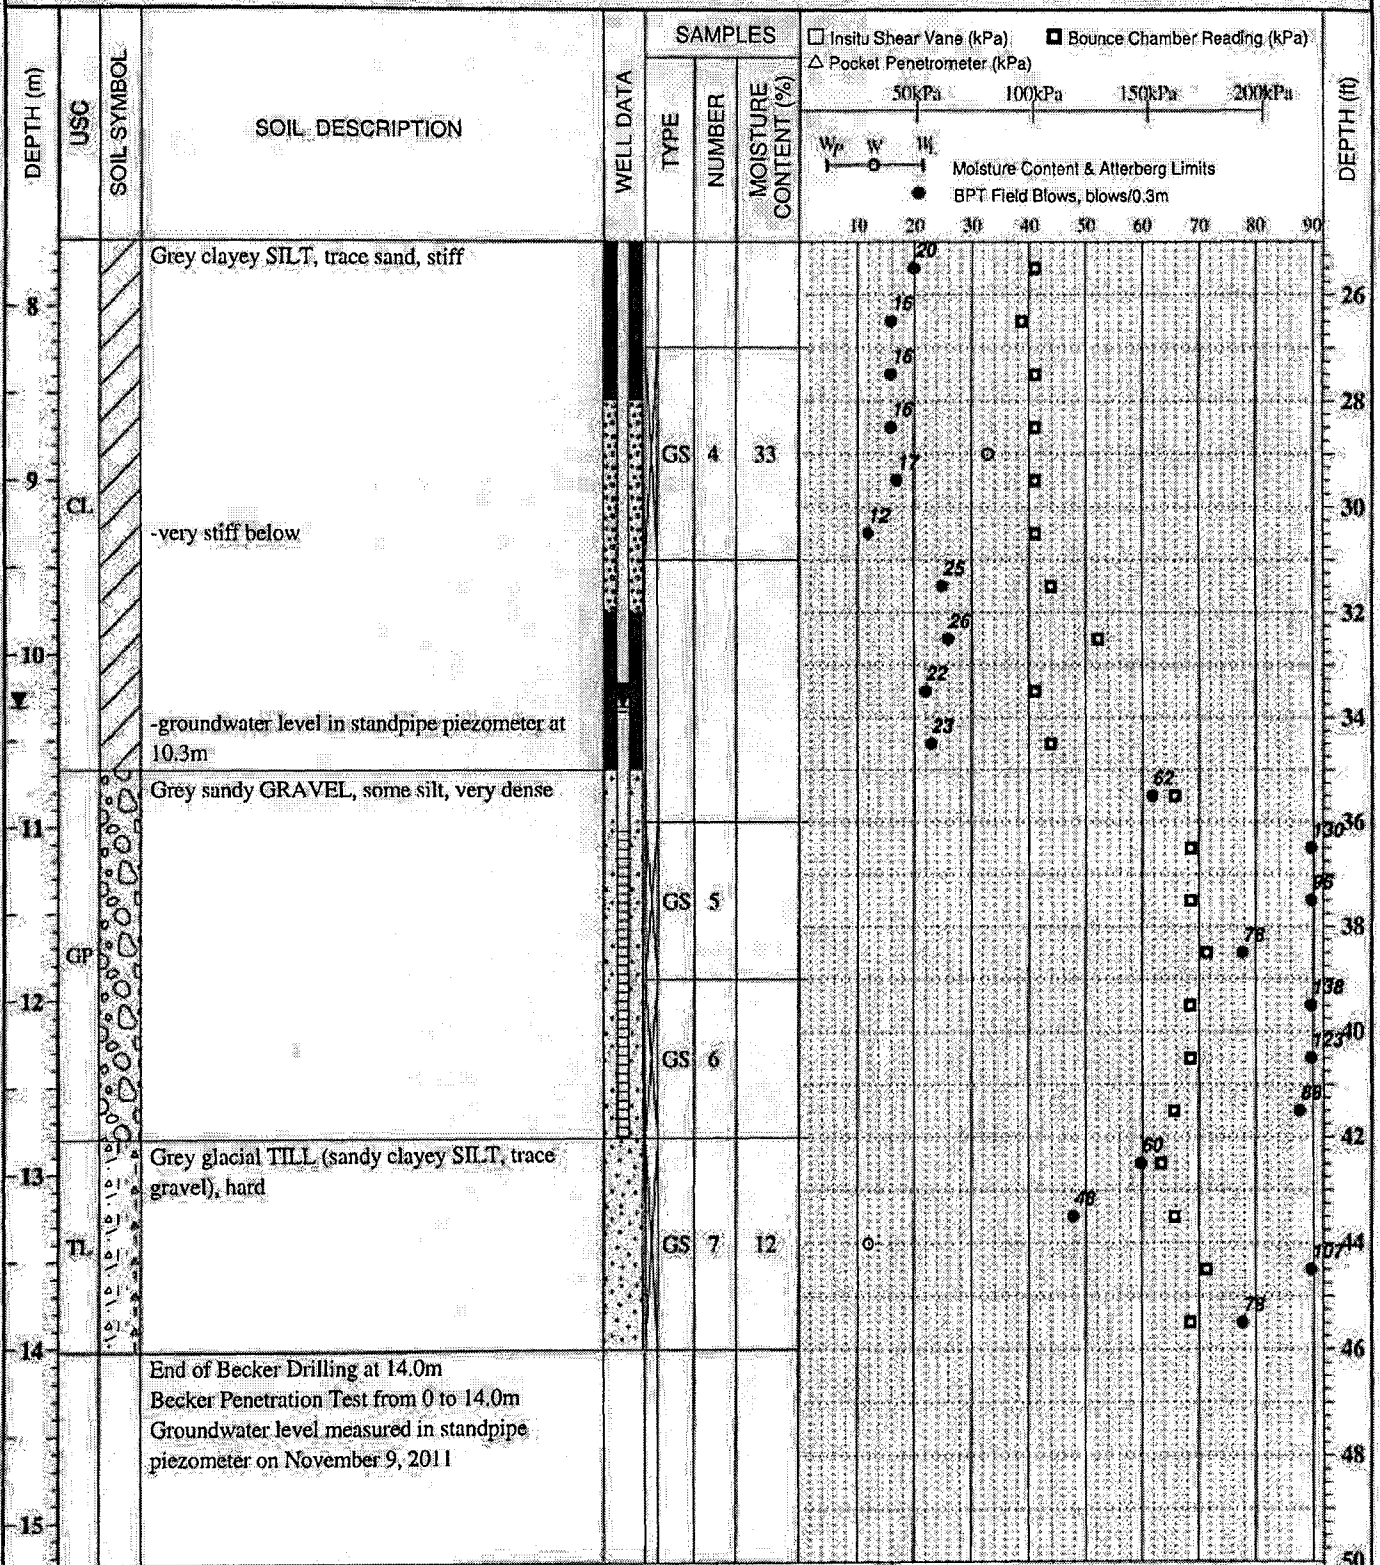 DEPTH (m)
USC
SOIL SYMBOL
SOIL DESCRIPTION
WELL DATA
SAMPLES
TYPE
NUMBER
MOISTURE CONTENT (%)
Insitu Shear Vane (kPa)
Bounce Chamber Reading (kPa)
Pocket Penetrometer (kPa)
50kPa 100kPa 150kPa 200kPa
Wp W WL
Moisture Content & Atterberg Limits
BPT Field Blows, blows/0.3m
10 20 30 40 50 60 70 80 90
DEPTH (ft)
Grey clayey SILT, trace sand, stiff
20
26
8
16
16
28
16
GS 4 33
17
9
CL
30
12
-very stiff below
25
32
26
10
22
34
-groundwater level in standpipe piezometer at
10.3m
23
Grey sandy GRAVEL, some silt, very dense
62
11
36
130
GS 5
38
78
GP
12
138
40
123
GS 6
88
42
Grey glacial TILL (sandy clayey SILT, trace
gravel), hard
60
13
48
TL
GS 7 12
44
107
78
14
46
End of Becker Drilling at 14.0m
Becker Penetration Test from 0 to 14.0m
Groundwater level measured in standpipe
piezometer on November 9, 2011
48
15
50